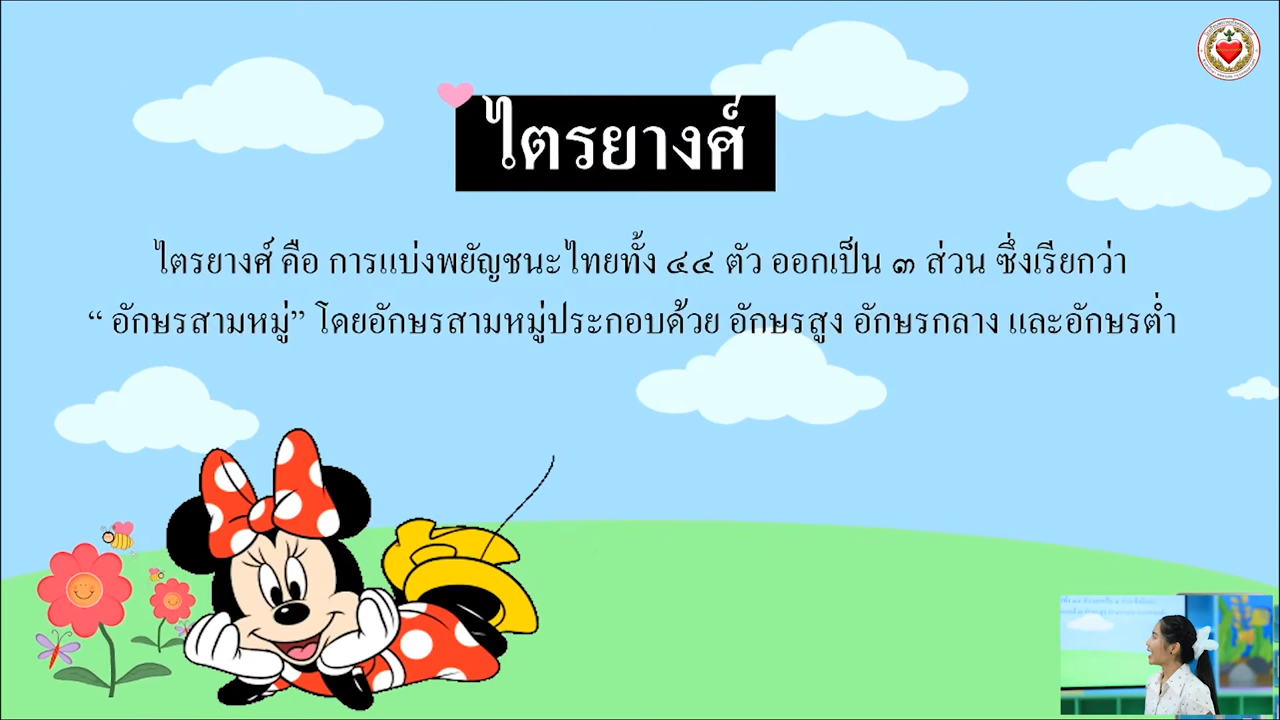 ไตรยางศ์
ไตรยางศ์ คือ การแบ่งพยัญชนะไทยทั้ง ๔๔ ตัว ออกเป็น ๓ ส่วน ซึ่งเรียกว่า
“ อักษรสามหมู่” โดยอักษรสามหมู่ประกอบด้วย อักษรสูง อักษรกลาง และอักษรต่ำ